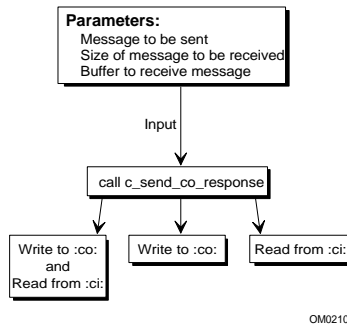 Parameters:
Message to be sent
Size of message to be received
Buffer to receive message
Input
call c_send_co_response
Write to :co:
and
Read from :ci:
Write to :co:
Read from :ci:
OM0210